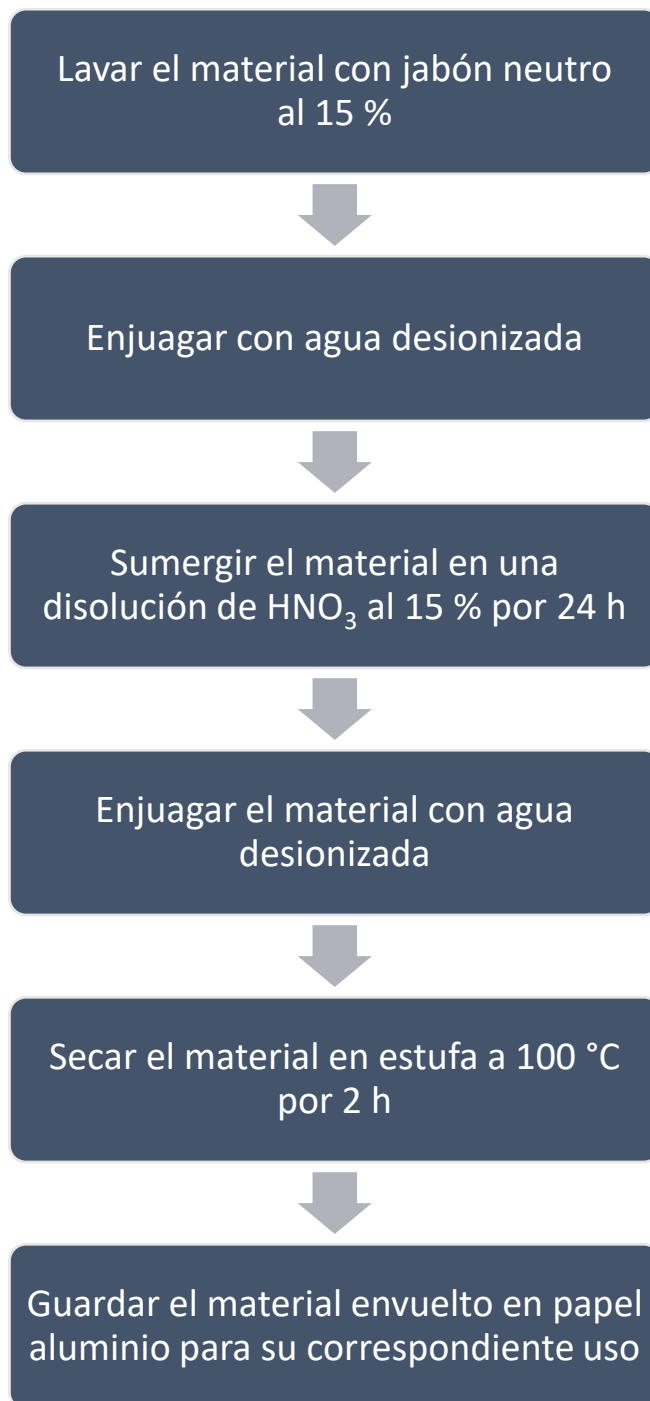 Lavar el material con jabón neutro
al 15 %
Enjuagar con agua desionizada
Sumergir el material en una
disolución de HNO₃ al 15 % por 24 h
Enjuagar el material con agua
desionizada
Secar el material en estufa a 100 °C
por 2 h
Guardar el material envuelto en papel
aluminio para su correspondiente uso